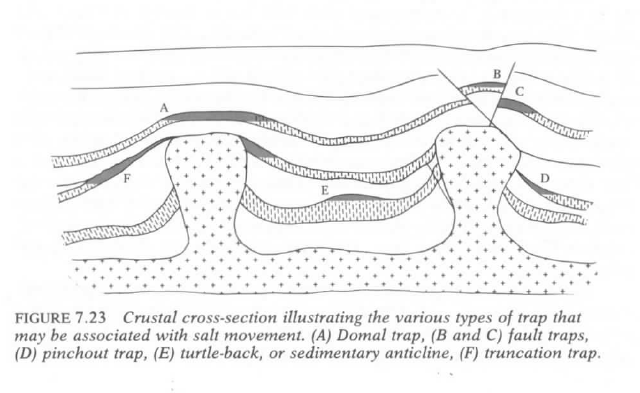 B
C
A
F
E
D
FIGURE 7.23 Crustal cross-section illustrating the various types of trap that
may be associated with salt movement. (A) Domal trap, (B and C) fault traps,
(D) pinchout trap, (E) turtle-back, or sedimentary anticline, (F) truncation trap.